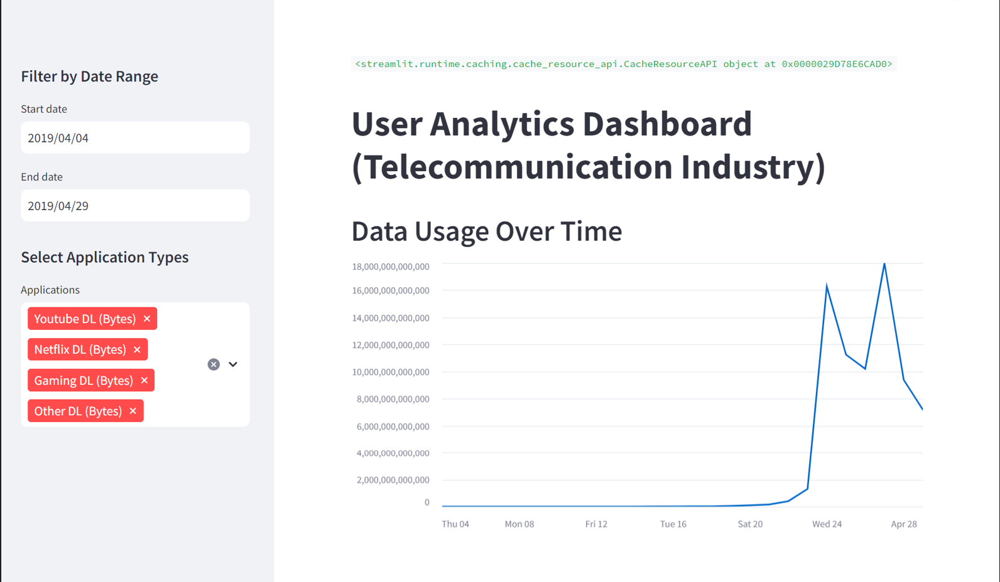 Filter by Date Range
Start date
2019/04/04
End date
2019/04/29
Select Application Types
Applications
Youtube DL (Bytes) ×
Netflix DL (Bytes) ×
Gaming DL (Bytes) ×
Other DL (Bytes) ×
<streamlit.runtime.caching.cache_resource_api.CacheResourceAPI object at 0x0000029D78E6CAD0>
User Analytics Dashboard
(Telecommunication Industry)
Data Usage Over Time
18,000,000,000,000
16,000,000,000,000
14,000,000,000,000
12,000,000,000,000
10,000,000,000,000
8,000,000,000,000
6,000,000,000,000
4,000,000,000,000
2,000,000,000,000
0
Thu 04 Mon 08 Fri 12 Tue 16 Sat 20 Wed 24 Apr 28